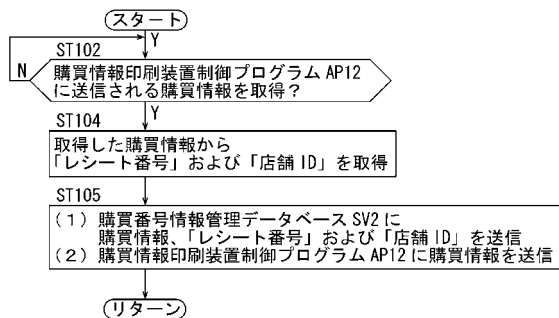 スタート
Y
ST102
N
購買情報印刷装置制御プログラム AP12
に送信される購買情報を取得？
Y
ST104
取得した購買情報から
「レシート番号」および「店舗 ID」を取得
ST105
（１）購買番号情報管理データベース SV2 に
購買情報、「レシート番号」および「店舗 ID」を送信
（２）購買情報印刷装置制御プログラム AP12 に購買情報を送信
リターン